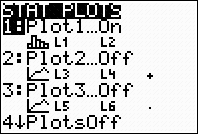 STAT PLOTS
1:Plot1...On
L1 L2
2:Plot2...Off
L3 L4 +
3:Plot3...Off
L5 L6 .
4↓PlotsOff